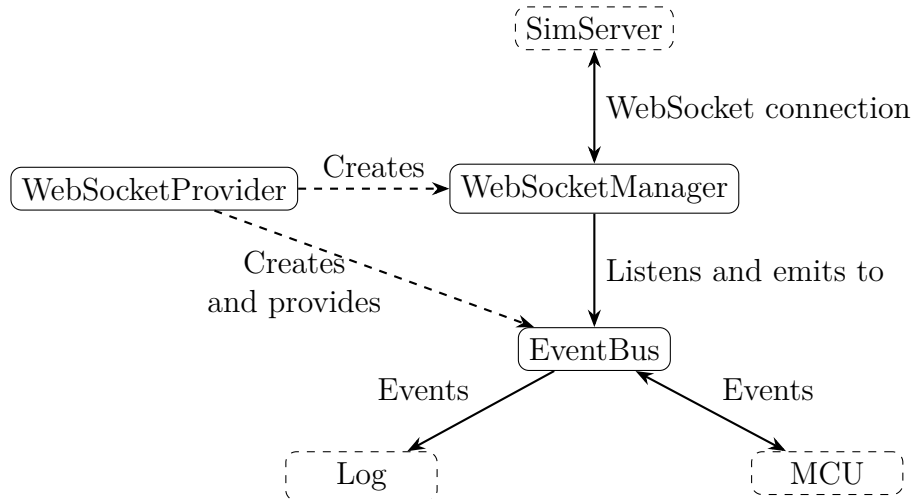 SimServer
WebSocket connection
WebSocketProvider
Creates
WebSocketManager
Creates
and provides
Listens and emits to
EventBus
Events
Events
Log
MCU